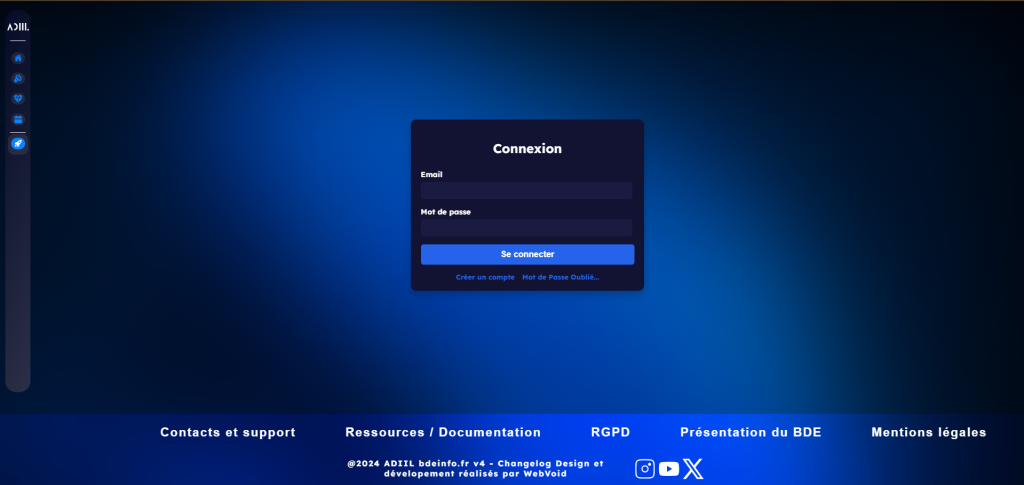 ADIIL.
Connexion
Email
Mot de passe
Se connecter
Créer un compte Mot de Passe Oublié...
Contacts et support Ressources / Documentation RGPD Présentation du BDE Mentions légales
@2024 ADIIL bdeinfo.fr v4 - Changelog Design et
dévelopement réalisés par WebVoid